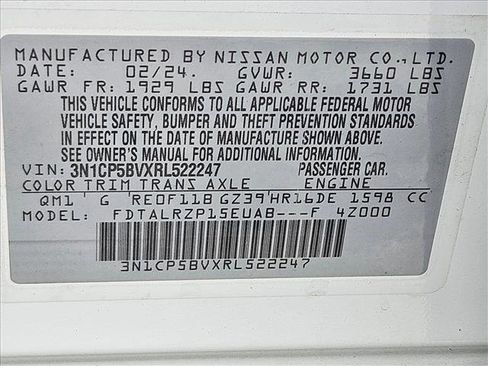 MANUFACTURED BY NISSAN MOTOR CO., LTD.
DATE: 02/24. GVWR: 3660 LBS
GAWR FR: 1929 LBS GAWR RR: 1731 LBS
THIS VEHICLE CONFORMS TO ALL APPLICABLE FEDERAL MOTOR
VEHICLE SAFETY, BUMPER AND THEFT PREVENTION STANDARDS
IN EFFECT ON THE DATE OF MANUFACTURE SHOWN ABOVE.
SEE OWNER'S MANUAL FOR ADDITIONAL INFORMATION.
VIN: 3N1CP5BVXRL522247 PASSENGER CAR.
COLOR TRIM TRANS AXLE ENGINE
QM1 G RE0F11B GZ39 HR16DE 1598 CC
MODEL: FDTALRZP15EUAB---F 4Z000
3N1CP5BVXRL522247